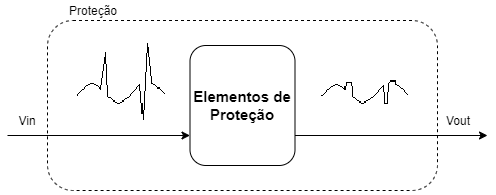 Proteção
Elementos de
Proteção
Vin
Vout